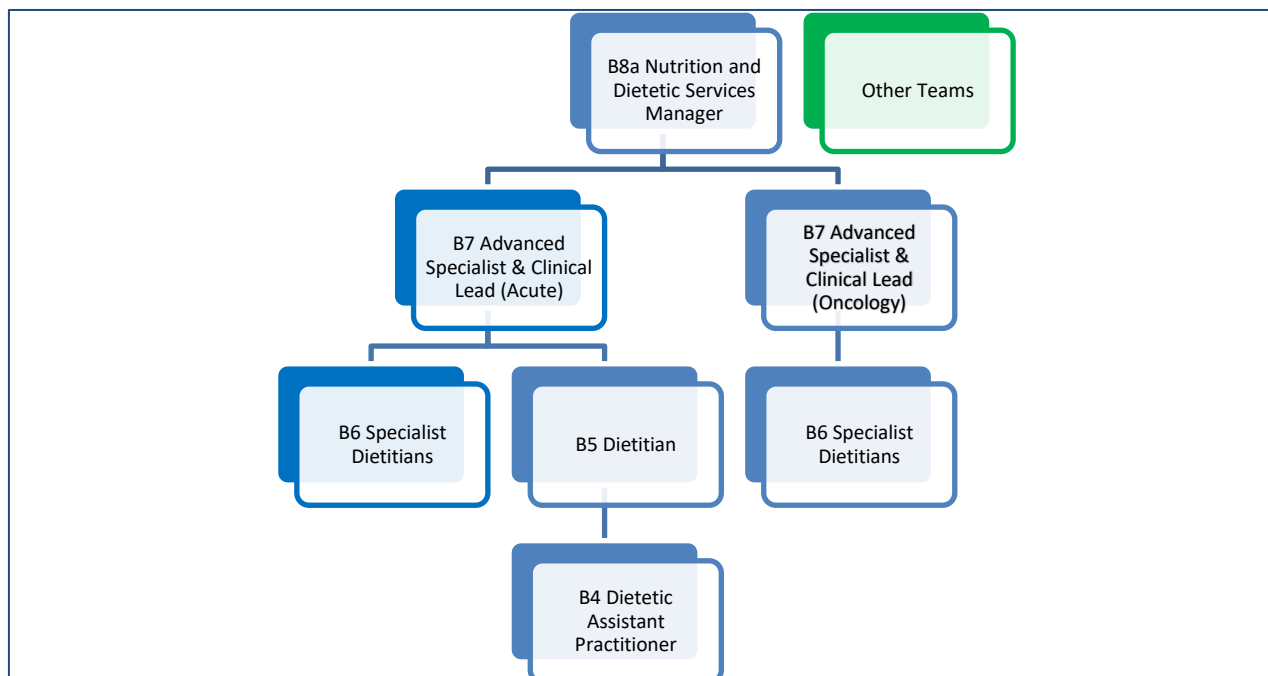 B8a Nutrition and
Dietetic Services
Manager
Other Teams
B7 Advanced
Specialist & Clinical
Lead (Acute)
B7 Advanced
Specialist &
Clinical Lead
(Oncology)
B6 Specialist
Dietitians
B5 Dietitian
B6 Specialist
Dietitians
B4 Dietetic
Assistant
Practitioner